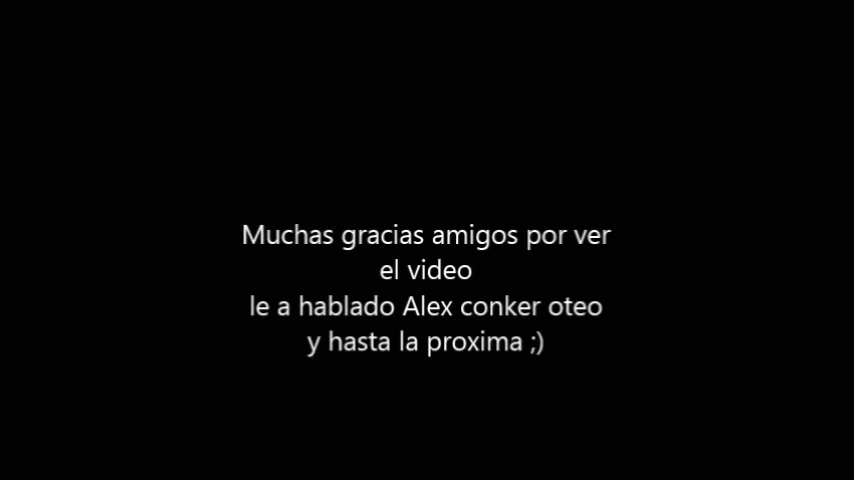 Muchas gracias amigos por ver
el video
le a hablado Alex conker oteo
y hasta la proxima ;)